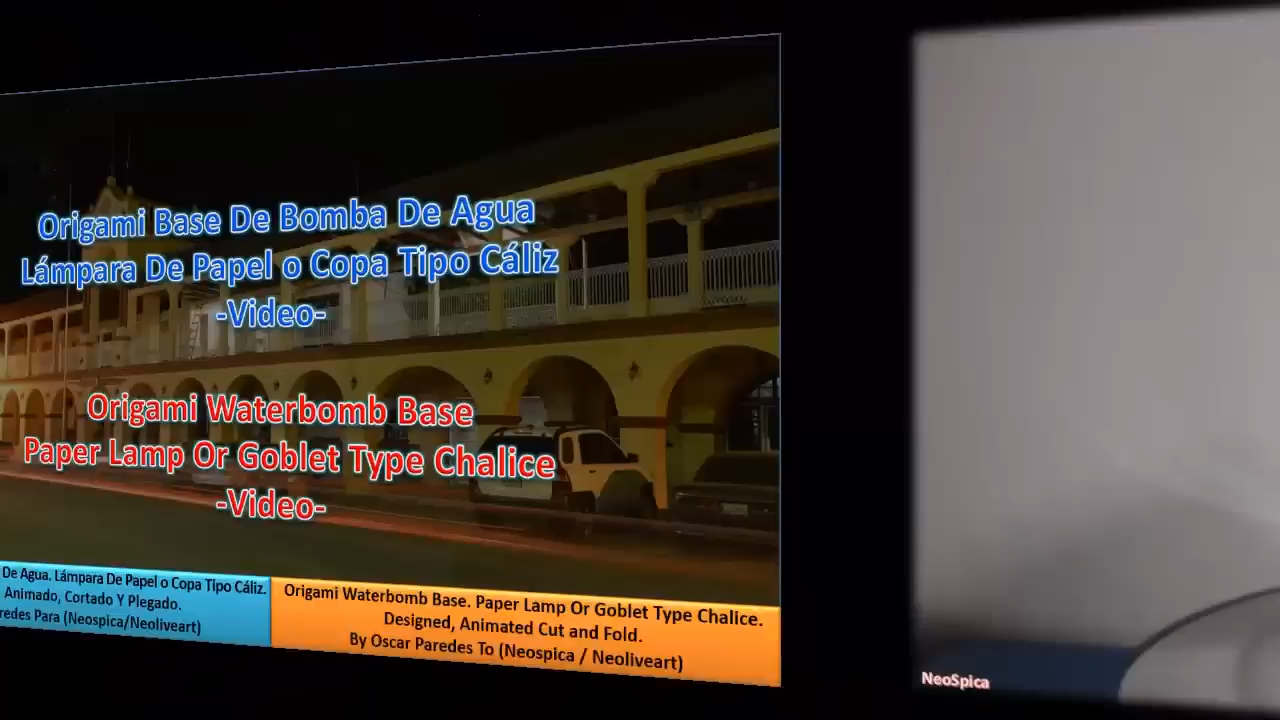 Origami Base De Bomba De Agua
Lámpara De Papel o Copa Tipo Cáliz
-Video-
Origami Waterbomb Base
Paper Lamp Or Goblet Type Chalice
-Video-
De Agua. Lámpara De Papel o Copa Tipo Cáliz.
Animado, Cortado Y Plegado.
Para (Neospica/Neoliveart)
Origami Waterbomb Base. Paper Lamp Or Goblet Type Chalice.
Designed, Animated Cut and Fold.
By Oscar Paredes To (Neospica / Neoliveart)
NeoSpica